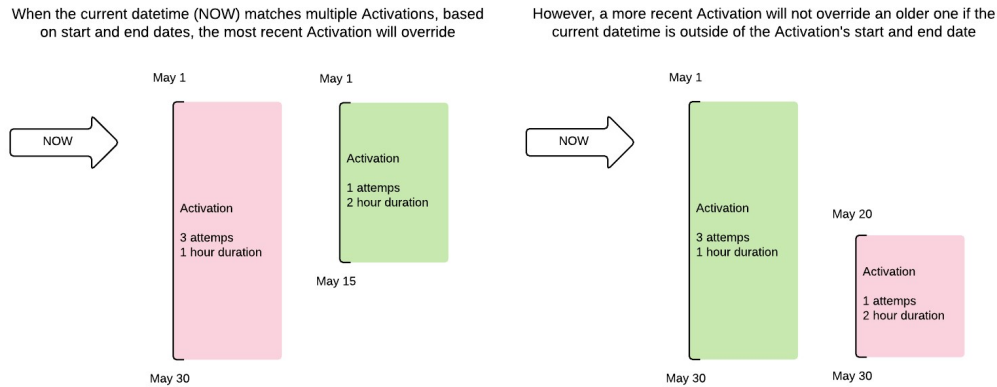 When the current datetime (NOW) matches multiple Activations, based
on start and end dates, the most recent Activation will override
May 1
May 1
NOW
Activation
1 attemps
2 hour duration
Activation
3 attemps
1 hour duration
May 15
May 30
However, a more recent Activation will not override an older one if the
current datetime is outside of the Activation's start and end date
May 1
NOW
Activation
3 attemps
1 hour duration
May 20
Activation
1 attemps
2 hour duration
May 30
May 30